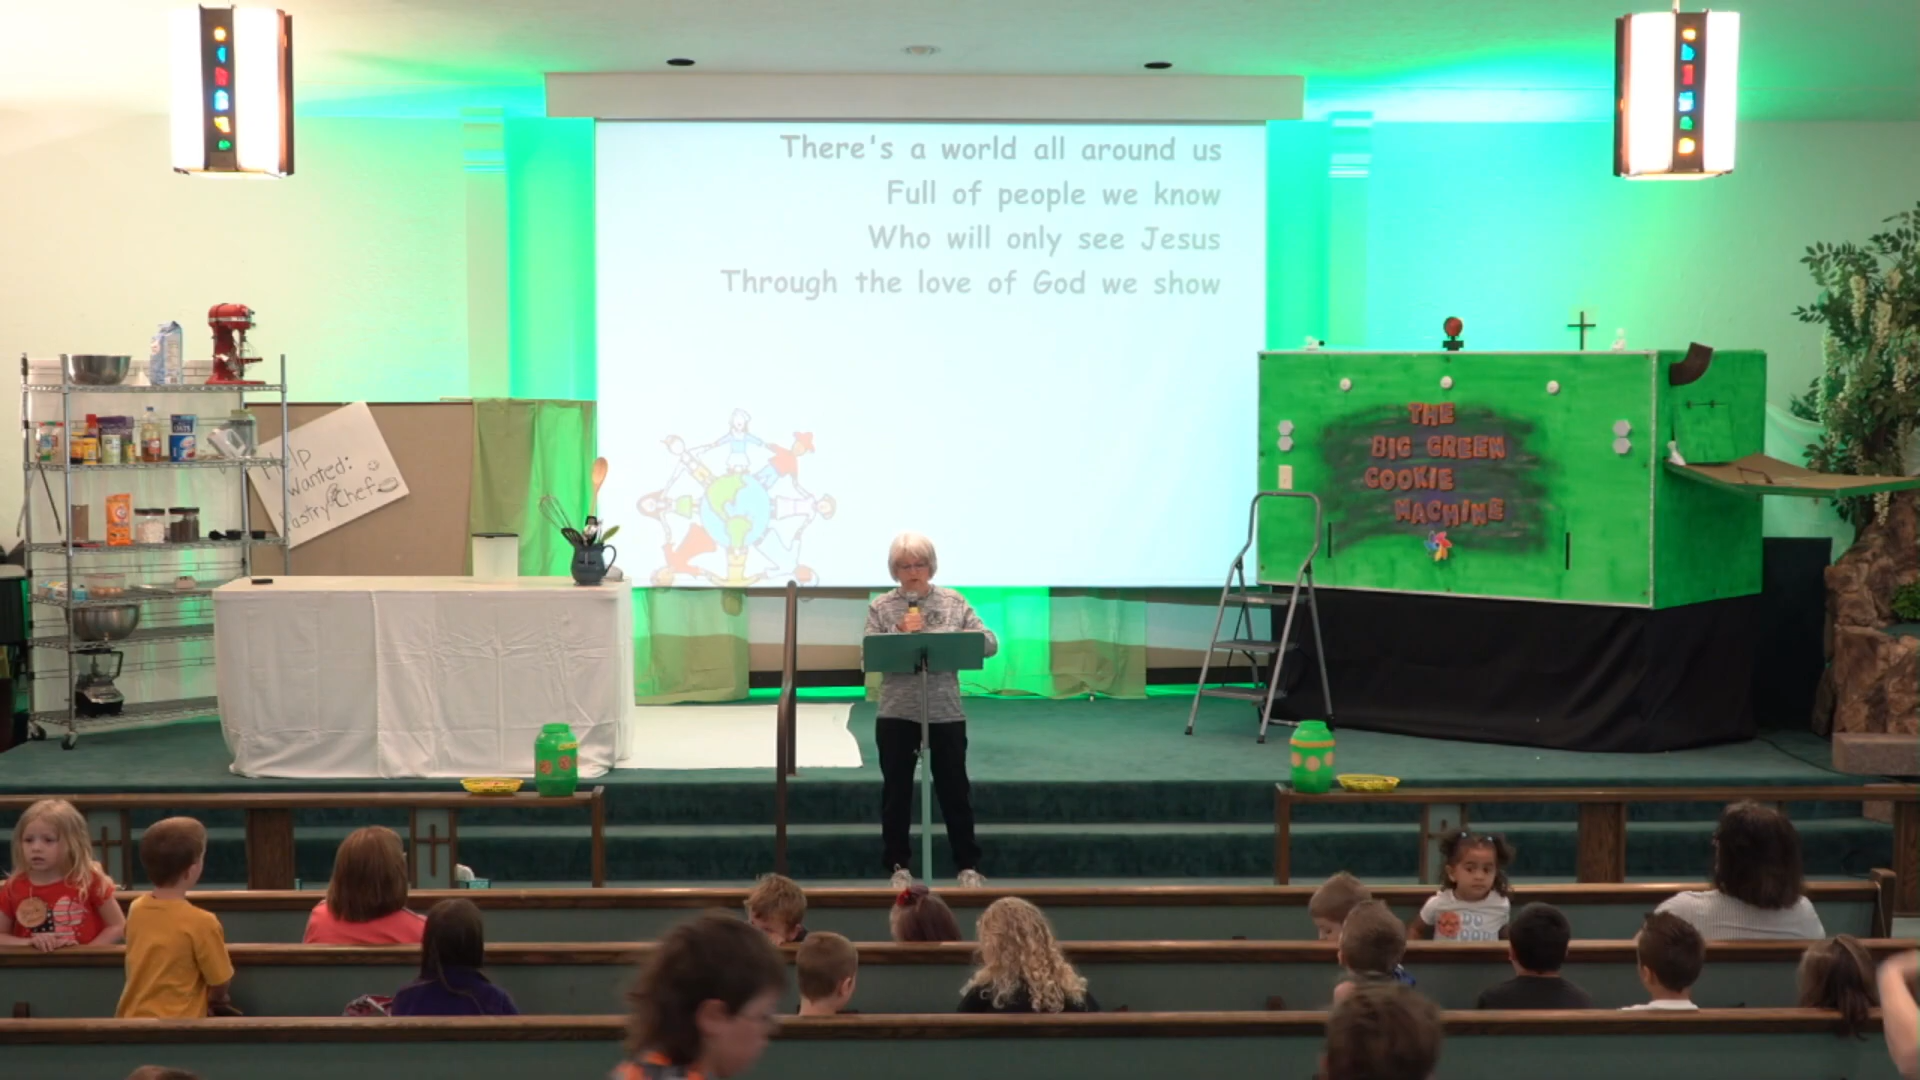 There's a world all around us
Full of people we know
Who will only see Jesus
Through the love of God we show
Help
Wanted:
Pastry Chef
THE
BIG GREEN
COOKIE
MACHINE